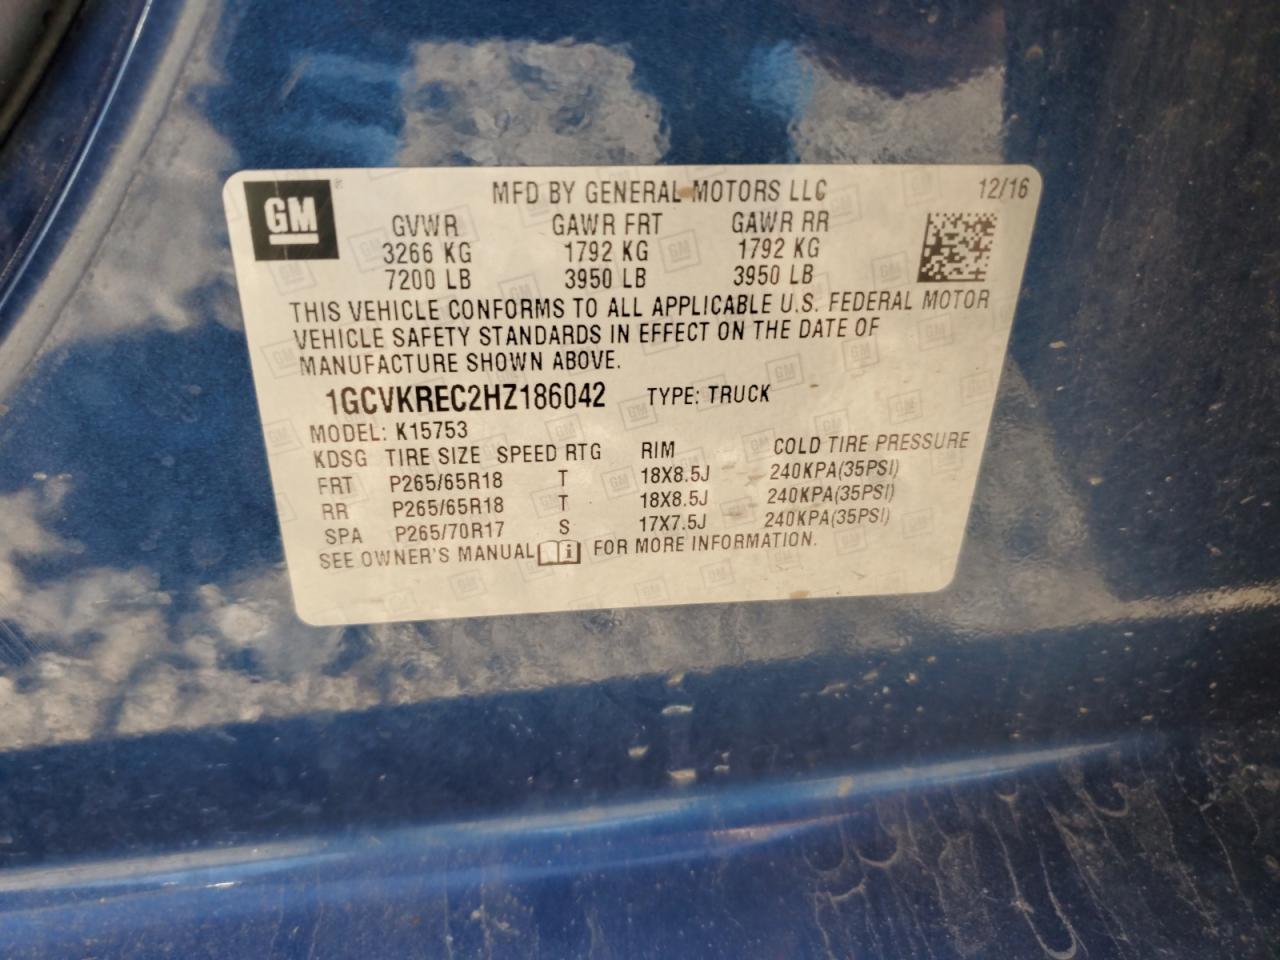 GM ® MFD BY GENERAL MOTORS LLC 12/16
GVWR GAWR FRT GAWR RR
3266 KG 1792 KG 1792 KG
7200 LB 3950 LB 3950 LB
THIS VEHICLE CONFORMS TO ALL APPLICABLE U.S. FEDERAL MOTOR
VEHICLE SAFETY STANDARDS IN EFFECT ON THE DATE OF
MANUFACTURE SHOWN ABOVE.
1GCVKREC2HZ186042 TYPE: TRUCK
MODEL: K15753
KDSG TIRE SIZE SPEED RTG RIM COLD TIRE PRESSURE
FRT P265/65R18 T 18X8.5J 240KPA(35PSI)
RR P265/65R18 T 18X8.5J 240KPA(35PSI)
SPA P265/70R17 S 17X7.5J 240KPA(35PSI)
SEE OWNER'S MANUAL i FOR MORE INFORMATION.